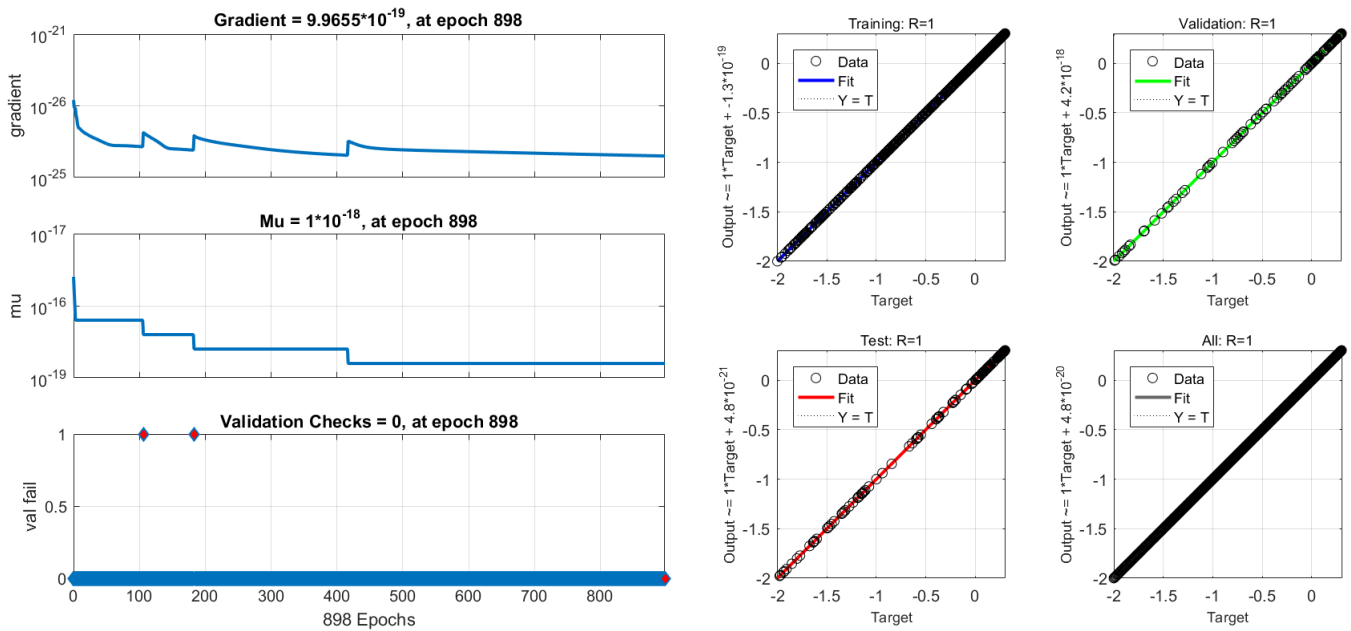 Gradient = 9.9655*10^-19, at epoch 898
10^-21
10^-26
10^-25
gradient
Mu = 1*10^-18, at epoch 898
10^-17
10^-16
10^-19
mu
Validation Checks = 0, at epoch 898
1
0.5
0
val fail
0 100 200 300 400 500 600 700 800
898 Epochs
Training: R=1
Data
Fit
Y = T
0
-0.5
-1
-1.5
-2
Output ~= 1*Target + -1.3*10^-19
-2 -1.5 -1 -0.5 0
Target
Validation: R=1
Data
Fit
Y = T
0
-0.5
-1
-1.5
-2
Output ~= 1*Target + 4.2*10^-18
-2 -1.5 -1 -0.5 0
Target
Test: R=1
Data
Fit
Y = T
0
-0.5
-1
-1.5
-2
Output ~= 1*Target + 4.8*10^-21
-2 -1.5 -1 -0.5 0
Target
All: R=1
Data
Fit
Y = T
0
-0.5
-1
-1.5
-2
Output ~= 1*Target + 4.8*10^-20
-2 -1.5 -1 -0.5 0
Target